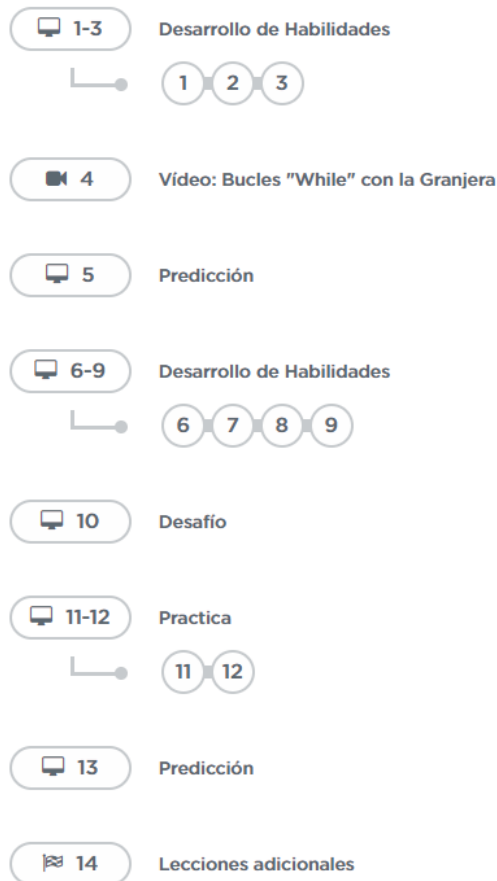 1-3 Desarrollo de Habilidades
1 2 3
4 Vídeo: Bucles "While" con la Granjera
5 Predicción
6-9 Desarrollo de Habilidades
6 7 8 9
10 Desafío
11-12 Practica
11 12
13 Predicción
14 Lecciones adicionales